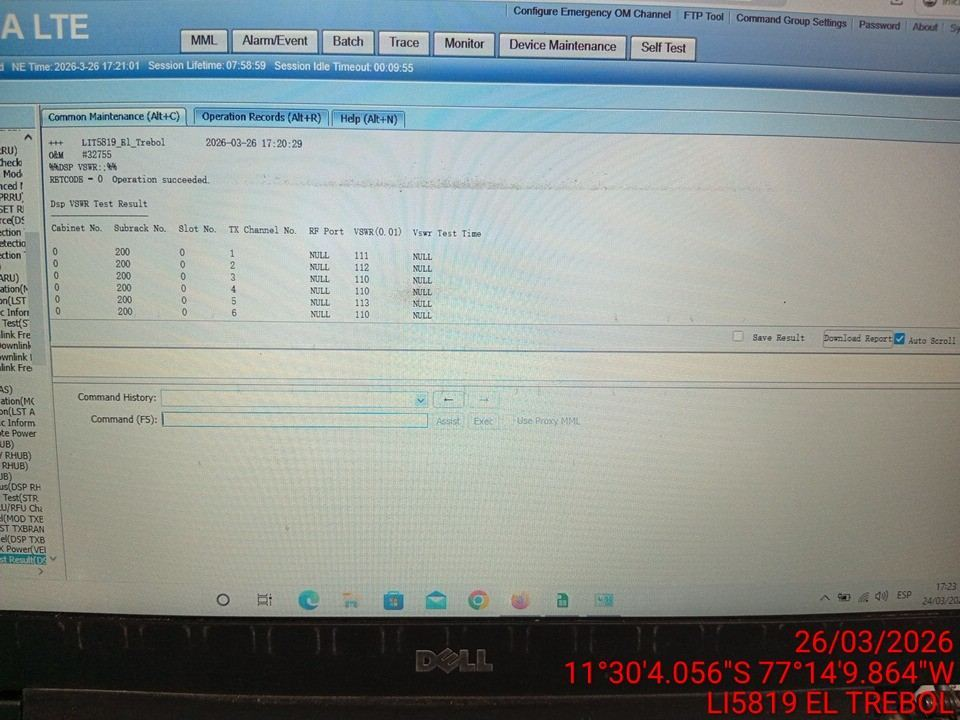 A LTE
Configure Emergency OM Channel FTP Tool Command Group Settings Password About
MML Alarm/Event Batch Trace Monitor Device Maintenance Self Test
NE Time:2026-3-26 17:21:01 Session Lifetime: 07:58:59 Session Idle Timeout: 00:09:55
Common Maintenance (Alt+C) Operation Records (Alt+R) Help (Alt+N)
+++ LIT5819_El_Trebol 2026-03-26 17:20:29
O&M #32755
%%DSP VSWR:;%%
RETCODE = 0 Operation succeeded.
Dsp VSWR Test Result
Cabinet No. Subrack No. Slot No. TX Channel No. RF Port VSWR(0.01) Vswr Test Time
0 200 0 1 NULL 111 NULL
0 200 0 2 NULL 112 NULL
0 200 0 3 NULL 110 NULL
0 200 0 4 NULL 110 NULL
0 200 0 5 NULL 113 NULL
0 200 0 6 NULL 110 NULL
Save Result Download Report Auto Scroll
Command History: ← →
Command (F5): Assist Exec Use Proxy MML
ESP
17:23
24/03/20
DELL
26/03/2026
11°30'4.056"S 77°14'9.864"W
LI5819 EL TREBOL